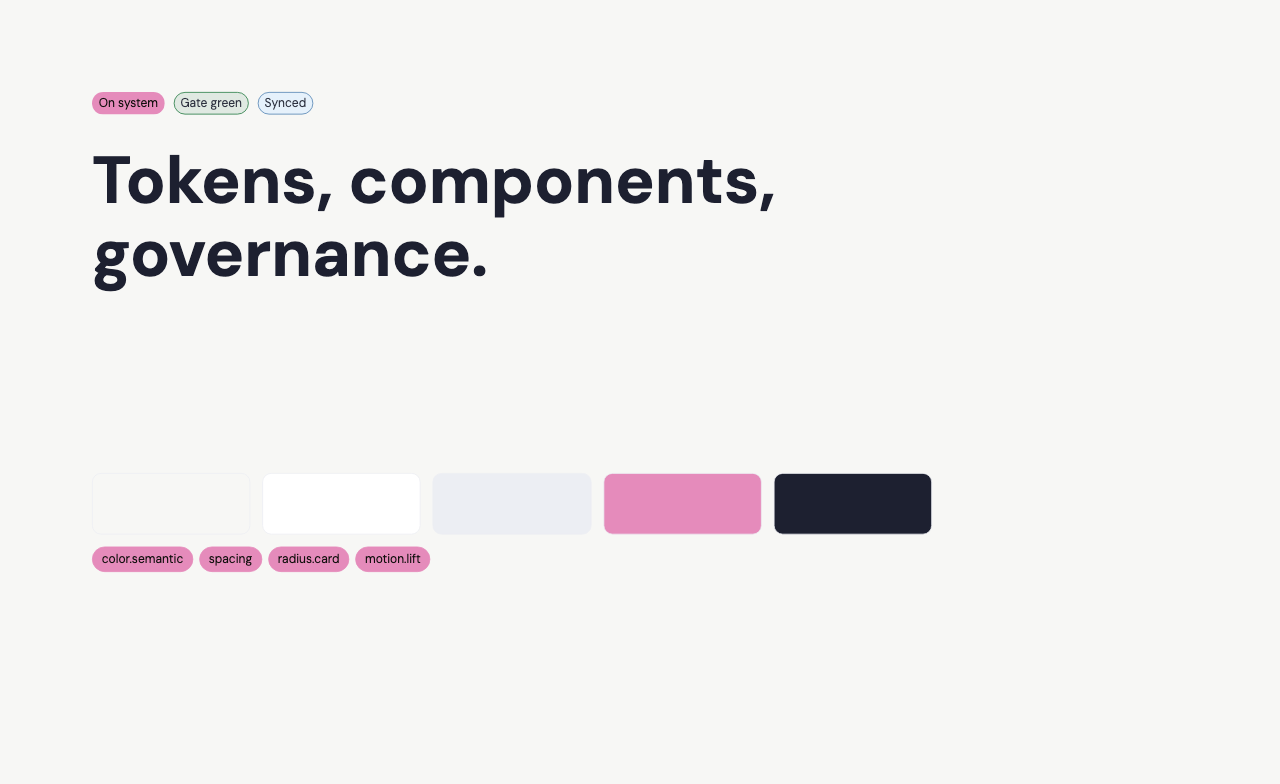 On system Gate green Synced
Tokens, components,
governance.
color.semantic spacing radius.card motion.lift